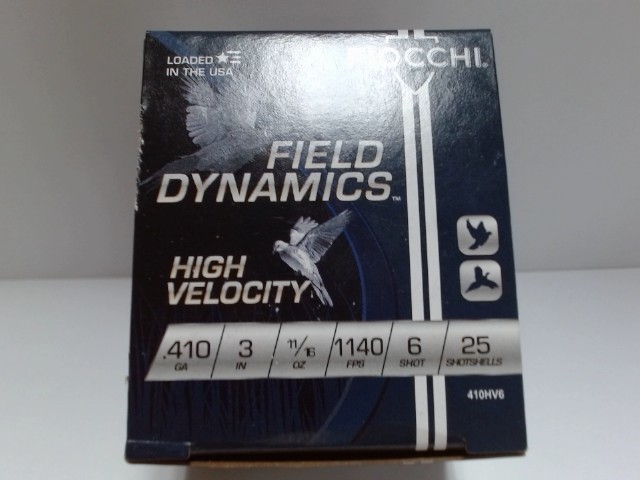 LOADED
IN THE USA
FIOCCHI
FIELD
DYNAMICS™
HIGH
VELOCITY
.410 GA 3 IN 11/16 OZ 1140 FPS 6 SHOT 25 SHOTSHELLS
410HV6